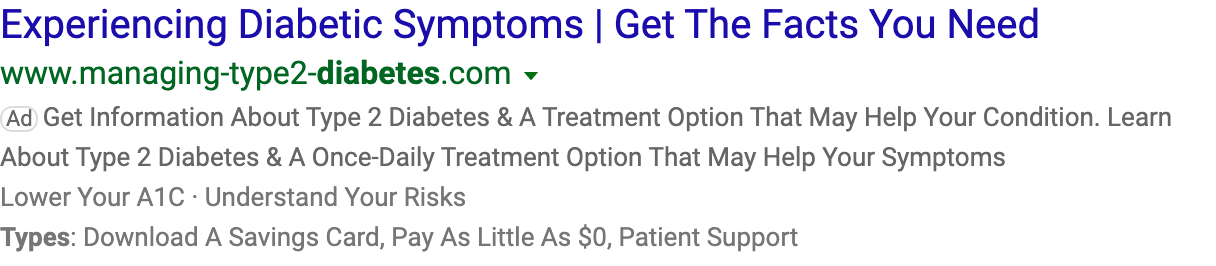 Experiencing Diabetic Symptoms | Get The Facts You Need
www.managing-type2-diabetes.com
Ad Get Information About Type 2 Diabetes & A Treatment Option That May Help Your Condition. Learn
About Type 2 Diabetes & A Once-Daily Treatment Option That May Help Your Symptoms
Lower Your A1C · Understand Your Risks
Types: Download A Savings Card, Pay As Little As $0, Patient Support